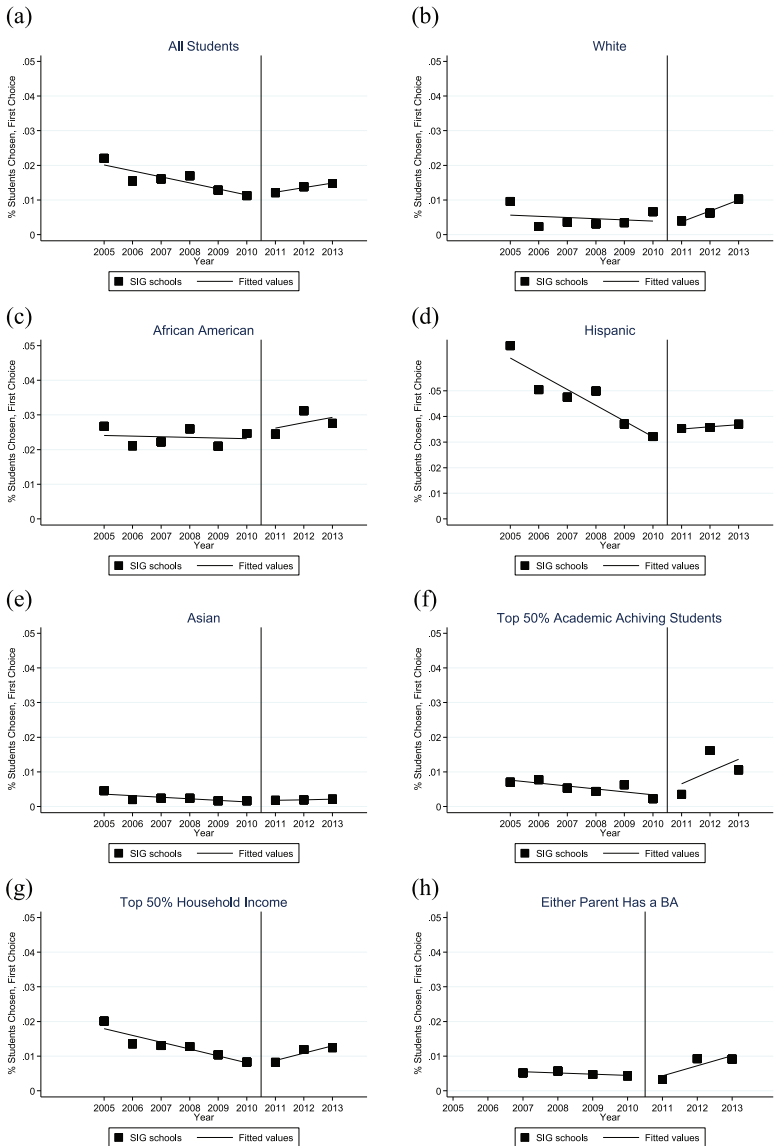 (a)
All Students
% Students Chosen, First Choice
.05
.04
.03
.02
.01
0
2005 2006 2007 2008 2009 2010 2011 2012 2013
Year
SIG schools Fitted values
(b)
White
% Students Chosen, First Choice
.05
.04
.03
.02
.01
0
2005 2006 2007 2008 2009 2010 2011 2012 2013
Year
SIG schools Fitted values
(c)
African American
% Students Chosen, First Choice
.05
.04
.03
.02
.01
0
2005 2006 2007 2008 2009 2010 2011 2012 2013
Year
SIG schools Fitted values
(d)
Hispanic
% Students Chosen, First Choice
.05
.04
.03
.02
.01
0
2005 2006 2007 2008 2009 2010 2011 2012 2013
Year
SIG schools Fitted values
(e)
Asian
% Students Chosen, First Choice
.05
.04
.03
.02
.01
0
2005 2006 2007 2008 2009 2010 2011 2012 2013
Year
SIG schools Fitted values
(f)
Top 50% Academic Achiving Students
% Students Chosen, First Choice
.05
.04
.03
.02
.01
0
2005 2006 2007 2008 2009 2010 2011 2012 2013
Year
SIG schools Fitted values
(g)
Top 50% Household Income
% Students Chosen, First Choice
.05
.04
.03
.02
.01
0
2005 2006 2007 2008 2009 2010 2011 2012 2013
Year
SIG schools Fitted values
(h)
Either Parent Has a BA
% Students Chosen, First Choice
.05
.04
.03
.02
.01
0
2005 2006 2007 2008 2009 2010 2011 2012 2013
Year
SIG schools Fitted values